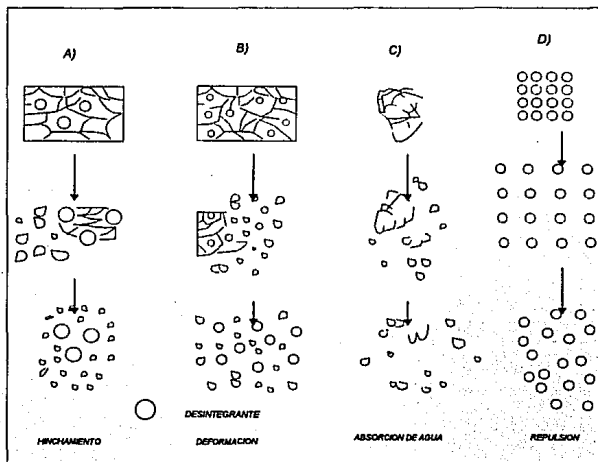 A)
B)
C)
D)
DESINTEGRANTE
HINCHAMIENTO
DEFORMACION
ABSORCION DE AGUA
REPULSION